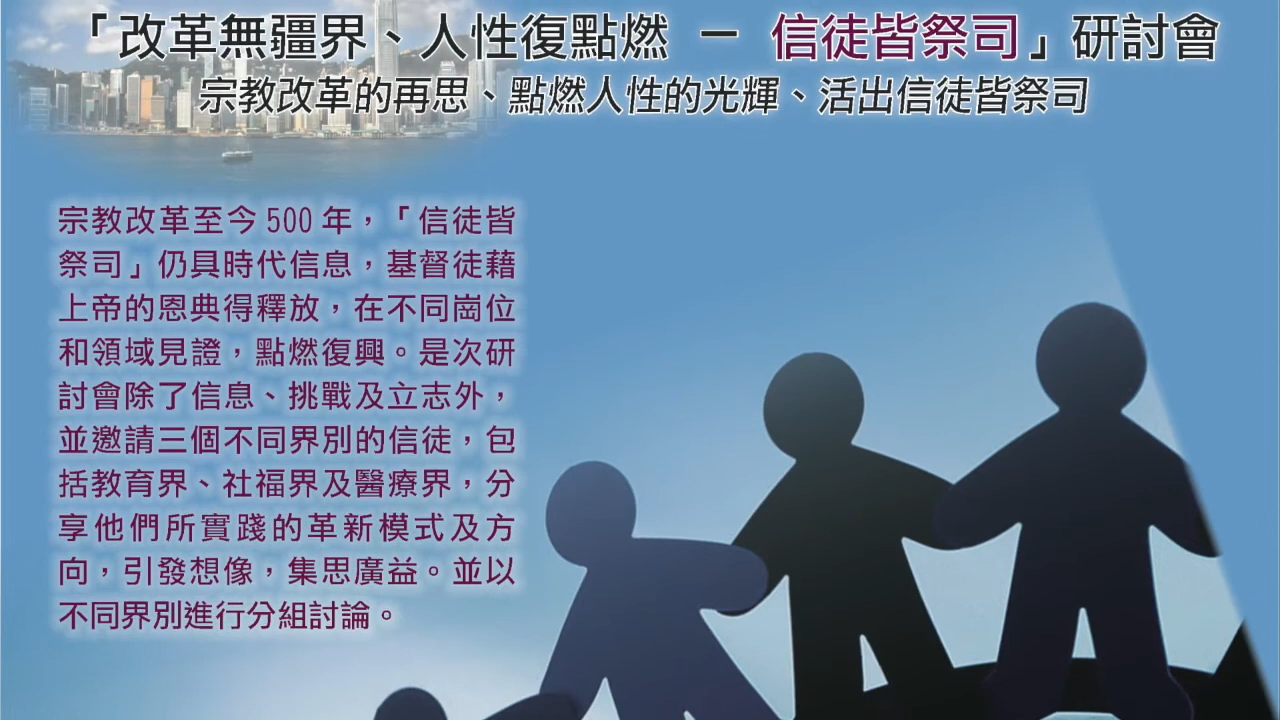 「改革無疆界、人性復點燃 － 信徒皆祭司」研討會
宗教改革的再思、點燃人性的光輝、活出信徒皆祭司
宗教改革至今 500 年，「信徒皆
祭司」仍具時代信息，基督徒藉
上帝的恩典得釋放，在不同崗位
和領域見證，點燃復興。是次研
討會除了信息、挑戰及立志外，
並邀請三個不同界別的信徒，包
括教育界、社福界及醫療界，分
享他們所實踐的革新模式及方
向，引發想像，集思廣益。並以
不同界別進行分組討論。